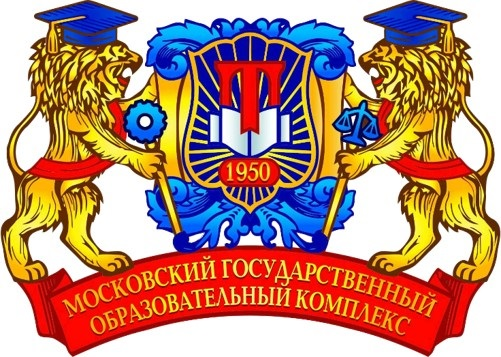 Т
1950
МОСКОВСКИЙ ГОСУДАРСТВЕННЫЙ
ОБРАЗОВАТЕЛЬНЫЙ КОМПЛЕКС